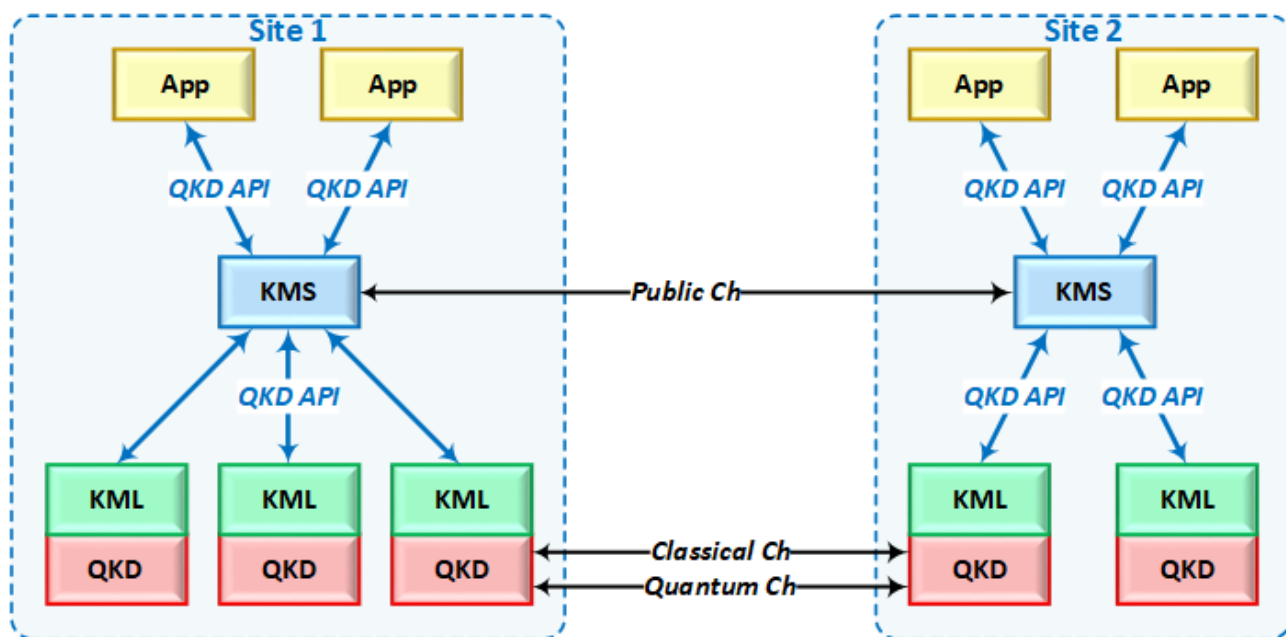 Site 1
Site 2
App
App
App
App
QKD API
QKD API
QKD API
QKD API
KMS
Public Ch
KMS
QKD API
QKD API
QKD API
KML
KML
KML
KML
KML
Classical Ch
QKD
QKD
QKD
QKD
QKD
Quantum Ch